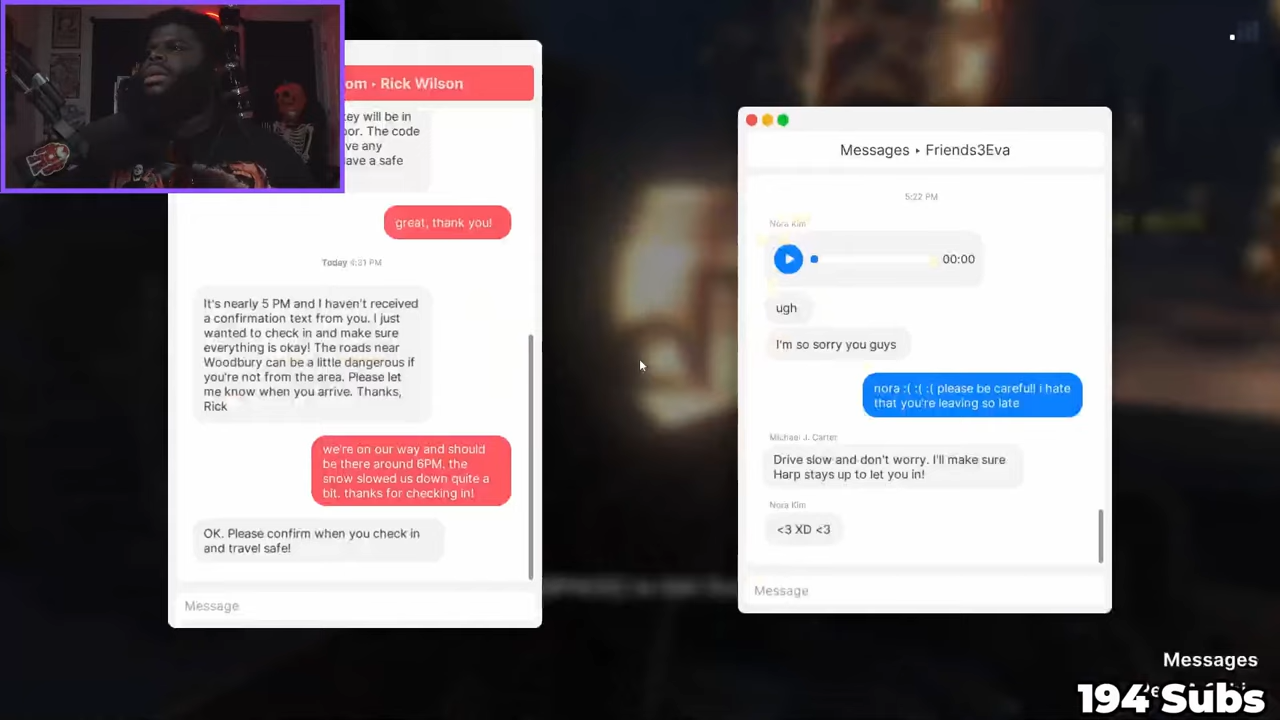 om ▸ Rick Wilson
key will be in
oor. The code
ve any
ave a safe
great, thank you!
Today 4:31 PM
It's nearly 5 PM and I haven't received
a confirmation text from you. I just
wanted to check in and make sure
everything is okay! The roads near
Woodbury can be a little dangerous if
you're not from the area. Please let
me know when you arrive. Thanks,
Rick
we're on our way and should
be there around 6PM. the
snow slowed us down quite a
bit. thanks for checking in!
OK. Please confirm when you check in
and travel safe!
Message
Messages ▸ Friends3Eva
5:22 PM
Nora Kim
00:00
ugh
I'm so sorry you guys
nora :( :( :( please be careful! i hate
that you're leaving so late
Michael J. Carter
Drive slow and don't worry. I'll make sure
Harp stays up to let you in!
Nora Kim
<3 XD <3
Message
Messages
194 Subs